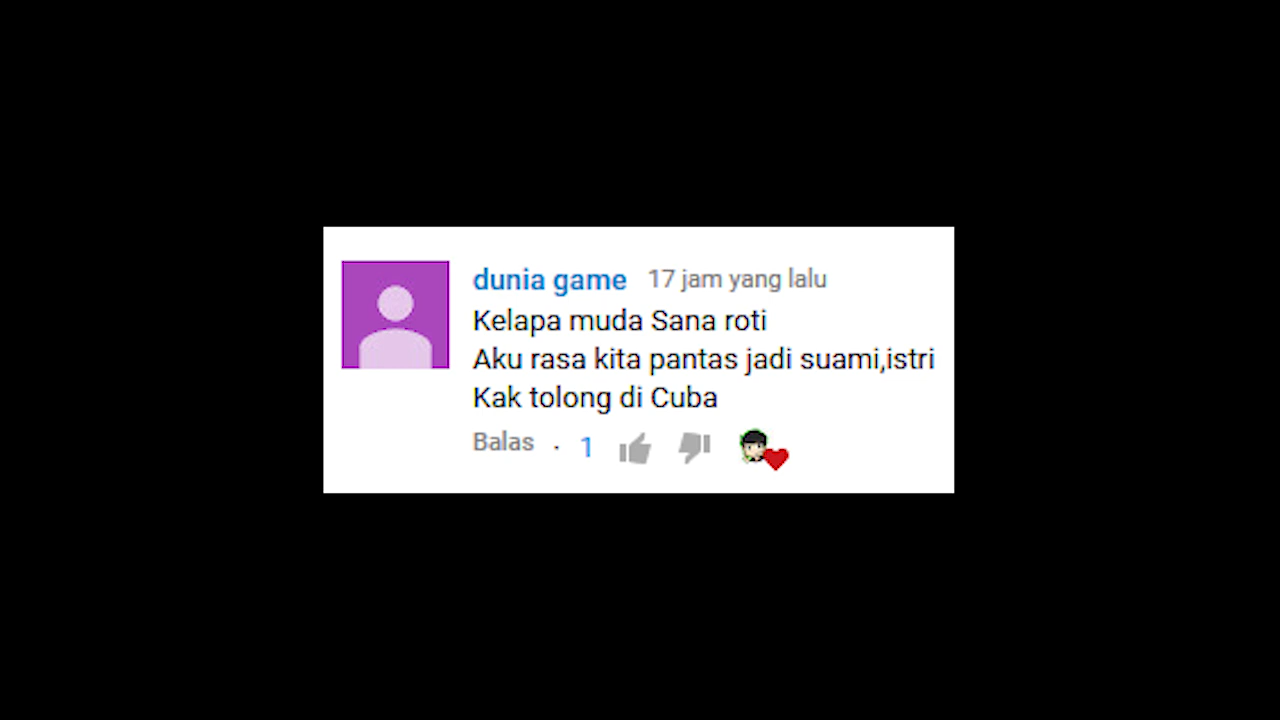 dunia game 17 jam yang lalu
Kelapa muda Sana roti
Aku rasa kita pantas jadi suami,istri
Kak tolong di Cuba
Balas · 1